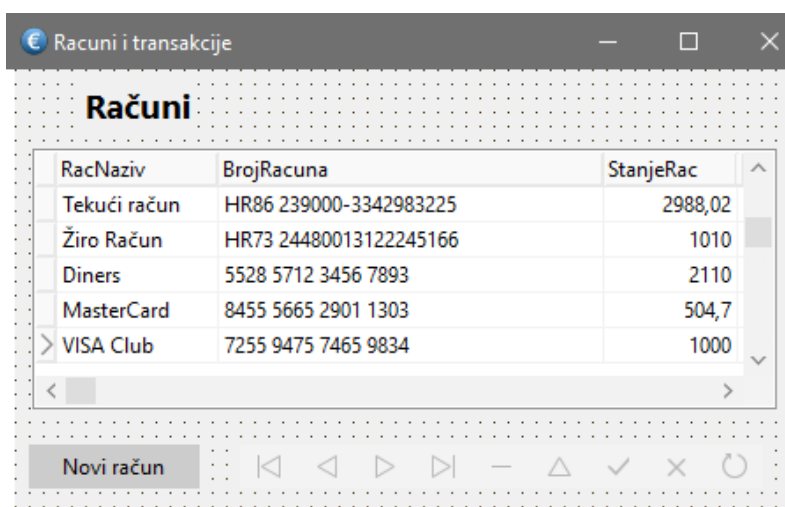 Racuni i transakcije
Računi
RacNaziv BrojRacuna StanjeRac
Tekući račun HR86 239000-3342983225 2988,02
Žiro Račun HR73 24480013122245166 1010
Diners 5528 5712 3456 7893 2110
MasterCard 8455 5665 2901 1303 504,7
VISA Club 7255 9475 7465 9834 1000
Novi račun